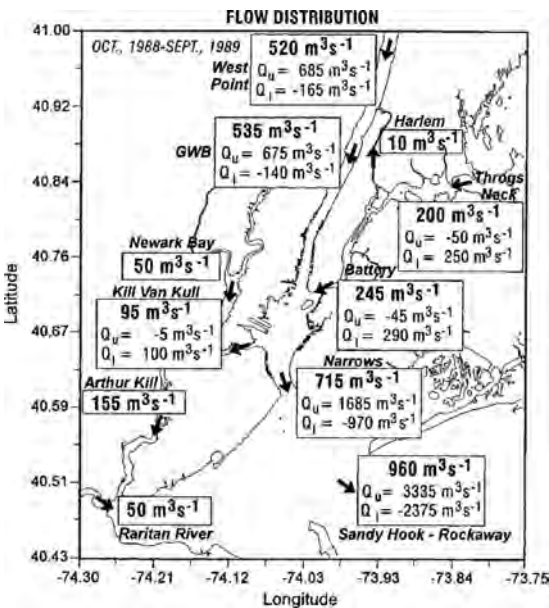 FLOW DISTRIBUTION
41.00
40.92
40.84
40.76
40.67
40.59
40.51
40.43
Latitude
OCT., 1988-SEPT., 1989
West
Point
520 m³s⁻¹
Qᵤ = 685 m³s⁻¹
Qₗ = -165 m³s⁻¹
GWB
535 m³s⁻¹
Qᵤ = 675 m³s⁻¹
Qₗ = -140 m³s⁻¹
Harlem
10 m³s⁻¹
Throgs
Neck
200 m³s⁻¹
Qᵤ = -50 m³s⁻¹
Qₗ = 250 m³s⁻¹
Newark Bay
50 m³s⁻¹
Battery
245 m³s⁻¹
Qᵤ = -45 m³s⁻¹
Qₗ = 290 m³s⁻¹
Kill Van Kull
95 m³s⁻¹
Qᵤ = -5 m³s⁻¹
Qₗ = 100 m³s⁻¹
Narrows
715 m³s⁻¹
Qᵤ = 1685 m³s⁻¹
Qₗ = -970 m³s⁻¹
Arthur Kill
155 m³s⁻¹
960 m³s⁻¹
Qᵤ = 3335 m³s⁻¹
Qₗ = -2375 m³s⁻¹
Sandy Hook - Rockaway
50 m³s⁻¹
Raritan River
-74.30 -74.21 -74.12 -74.03 -73.93 -73.84 -73.75
Longitude